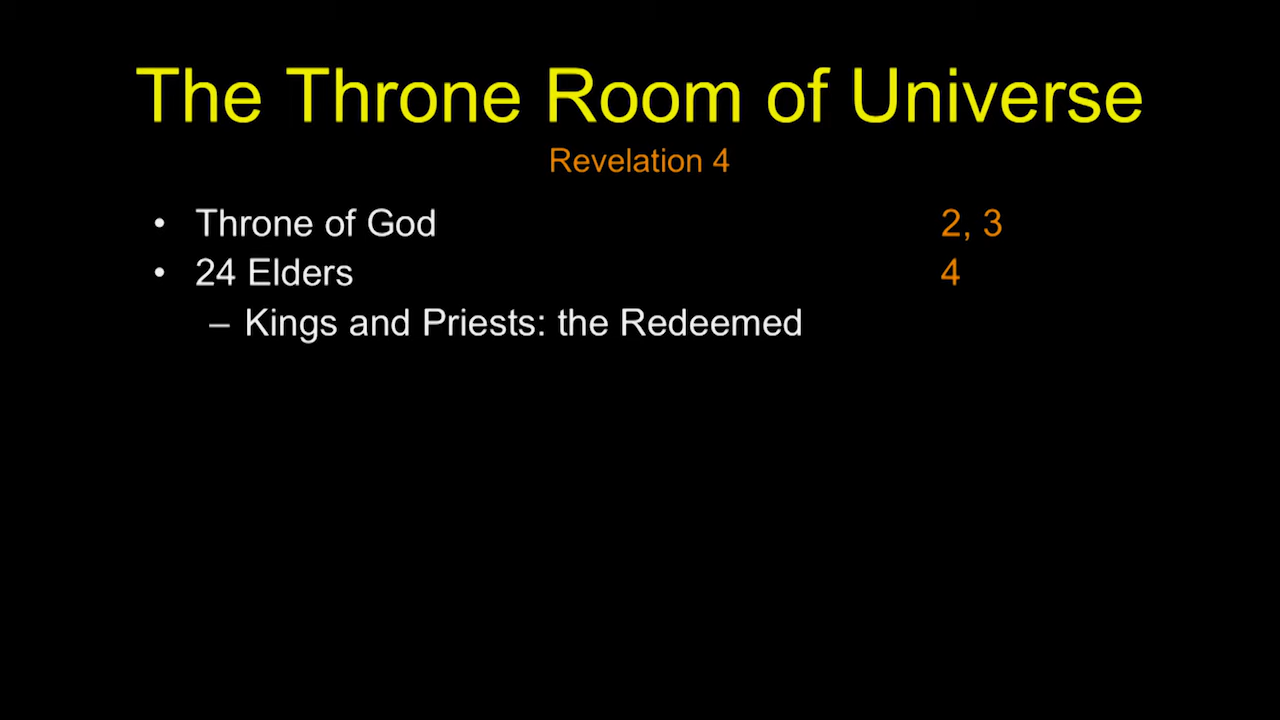 The Throne Room of Universe
Revelation 4
• Throne of God 2, 3
• 24 Elders 4
– Kings and Priests: the Redeemed